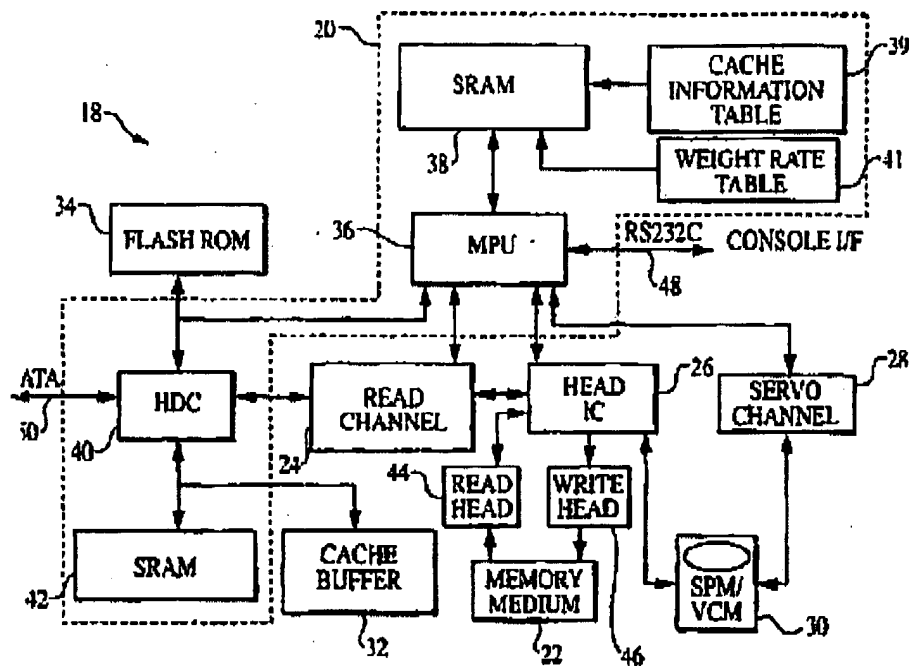 20
39
CACHE
INFORMATION
TABLE
SRAM
18
38
WEIGHT RATE
TABLE
41
34
FLASH ROM
36
MPU
RS232C
CONSOLE I/F
48
ATA
50
HDC
40
READ
CHANNEL
24
HEAD
IC
26
SERVO
CHANNEL
28
44
READ
HEAD
WRITE
HEAD
SRAM
42
CACHE
BUFFER
32
MEMORY
MEDIUM
22
46
SPM/
VCM
30